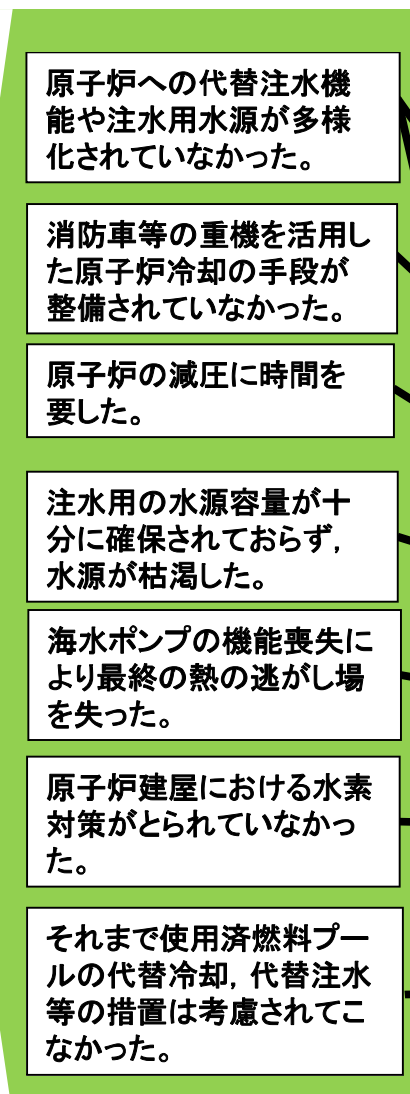 原子炉への代替注水機
能や注水用水源が多様
化されていなかった。
消防車等の重機を活用し
た原子炉冷却の手段が
整備されていなかった。
原子炉の減圧に時間を
要した。
注水用の水源容量が十
分に確保されておらず，
水源が枯渇した。
海水ポンプの機能喪失に
より最終の熱の逃がし場
を失った。
原子炉建屋における水素
対策がとられていなかっ
た。
それまで使用済燃料プー
ルの代替冷却，代替注水
等の措置は考慮されてこ
なかった。